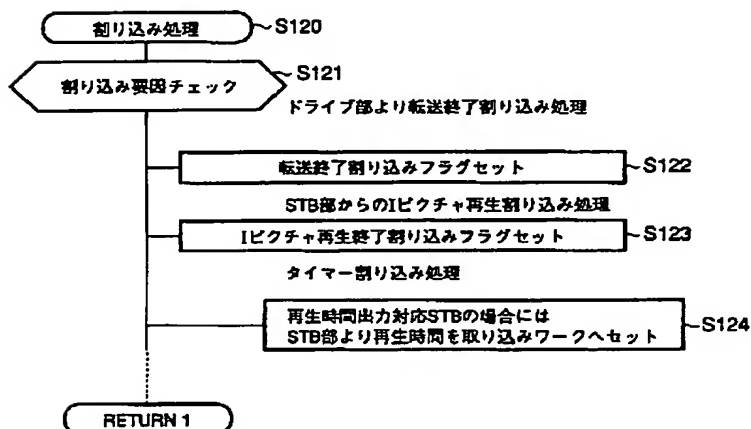 割り込み処理 S120
割り込み要因チェック S121
ドライブ部より転送終了割り込み処理
転送終了割り込みフラグセット S122
STB部からのIピクチャ再生割り込み処理
Iピクチャ再生終了割り込みフラグセット S123
タイマー割り込み処理
再生時間出力対応STBの場合には
STB部より再生時間を取り込みワークへセット S124
RETURN 1